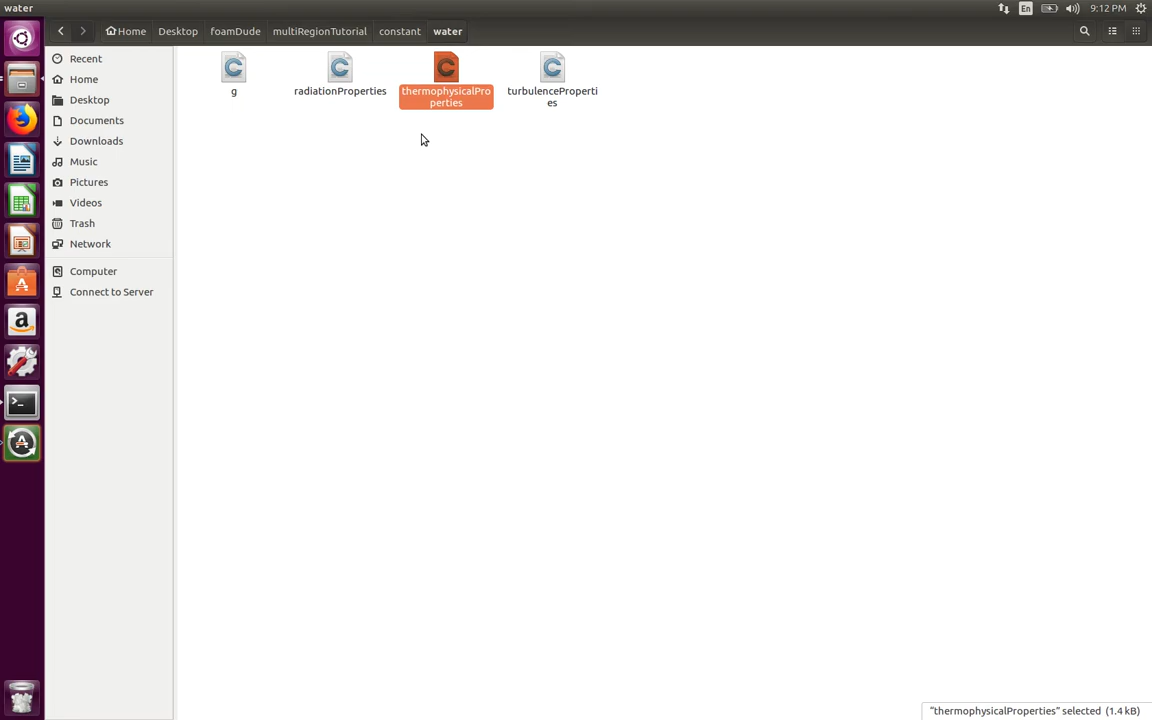 water
En
9:12 PM
Home
Desktop
foamDude
multiRegionTutorial
constant
water
Recent
Home
Desktop
Documents
Downloads
Music
Pictures
Videos
Trash
Network
Computer
Connect to Server
g
radiationProperties
thermophysicalPro
perties
turbulenceProperti
es
"thermophysicalProperties" selected (1.4 kB)